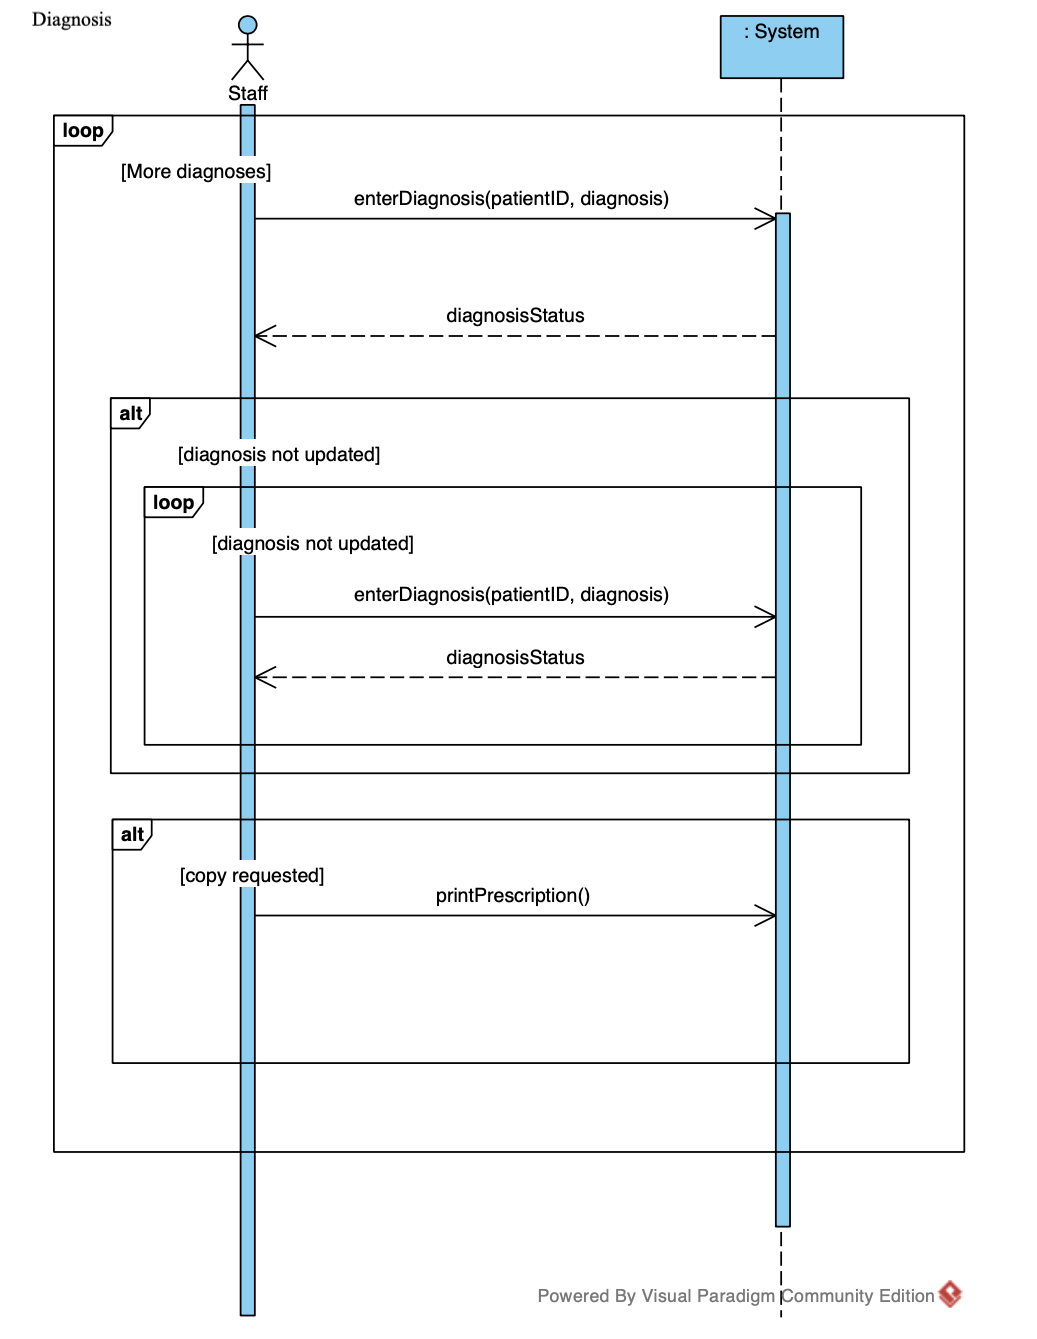 Diagnosis
: System
Staff
loop
[More diagnoses]
enterDiagnosis(patientID, diagnosis)
diagnosisStatus
alt
[diagnosis not updated]
loop
[diagnosis not updated]
enterDiagnosis(patientID, diagnosis)
diagnosisStatus
alt
[copy requested]
printPrescription()
Powered By Visual Paradigm Community Edition